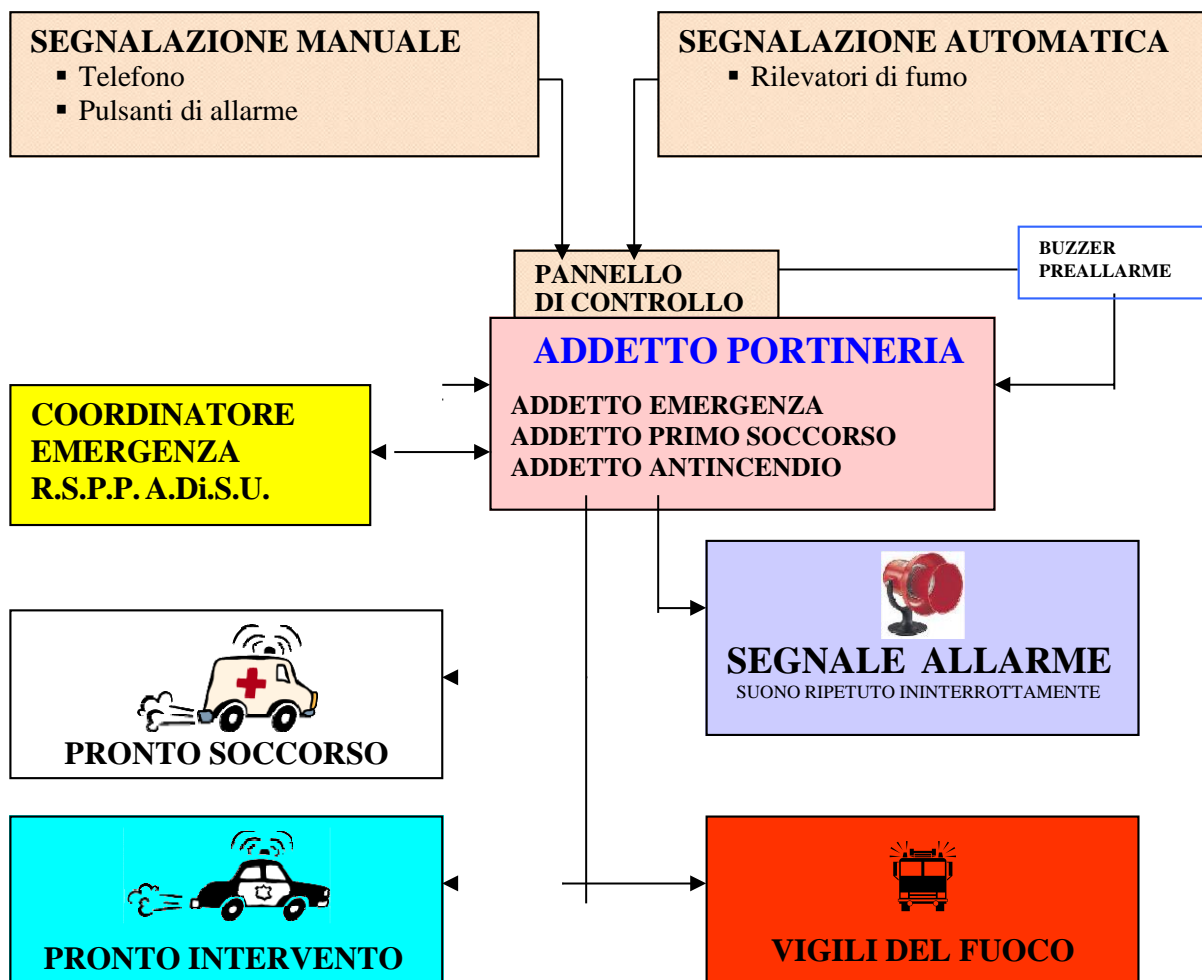 SEGNALAZIONE MANUALE
▪ Telefono
▪ Pulsanti di allarme
SEGNALAZIONE AUTOMATICA
▪ Rilevatori di fumo
BUZZER
PREALLARME
PANNELLO
DI CONTROLLO
ADDETTO PORTINERIA
ADDETTO EMERGENZA
ADDETTO PRIMO SOCCORSO
ADDETTO ANTINCENDIO
COORDINATORE
EMERGENZA
R.S.P.P. A.Di.S.U.
SEGNALE ALLARME
SUONO RIPETUTO ININTERROTTAMENTE
PRONTO SOCCORSO
PRONTO INTERVENTO
VIGILI DEL FUOCO